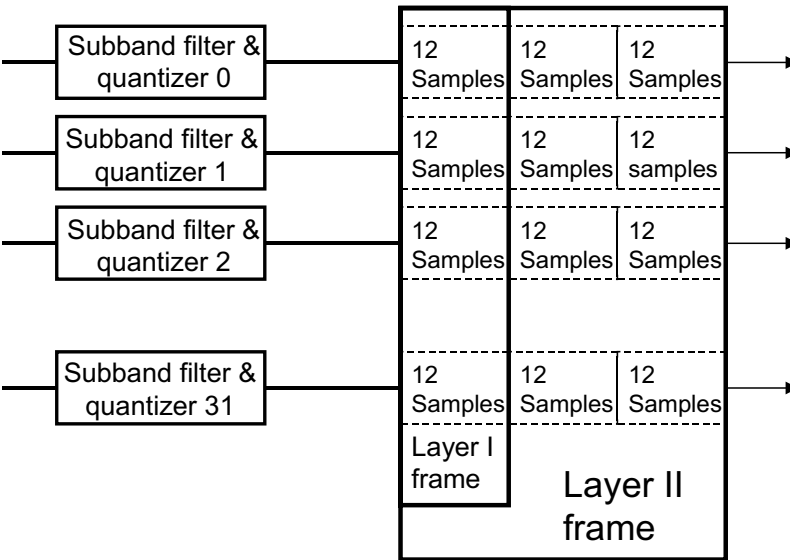 Subband filter &
quantizer 0
12
Samples
12
Samples
12
Samples
Subband filter &
quantizer 1
12
Samples
12
Samples
12
samples
Subband filter &
quantizer 2
12
Samples
12
Samples
12
Samples
Subband filter &
quantizer 31
12
Samples
12
Samples
12
Samples
Layer I
frame
Layer II
frame